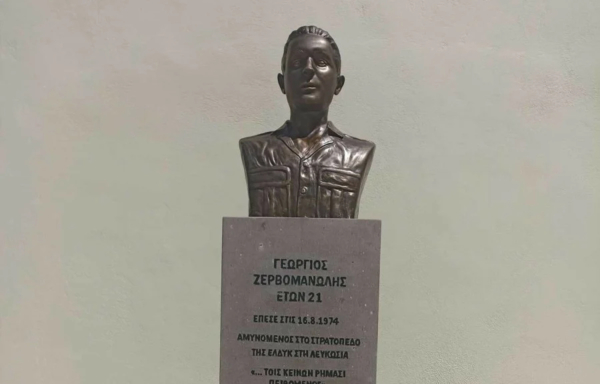 ΓΕΩΡΓΙΟΣ
ΖΕΡΒΟΜΑΝΩΛΗΣ
ΕΤΩΝ 21
ΕΠΕΣΕ ΣΤΙΣ 16.8.1974
ΑΜΥΝΟΜΕΝΟΣ ΣΤΟ ΣΤΡΑΤΟΠΕΔΟ
ΤΗΣ ΕΛΔΥΚ ΣΤΗ ΛΕΥΚΩΣΙΑ
«... ΤΟΙΣ ΚΕΙΝΩΝ ΡΗΜΑΣΙ
ΠΕΙΘΟΜΕΝΟΣ